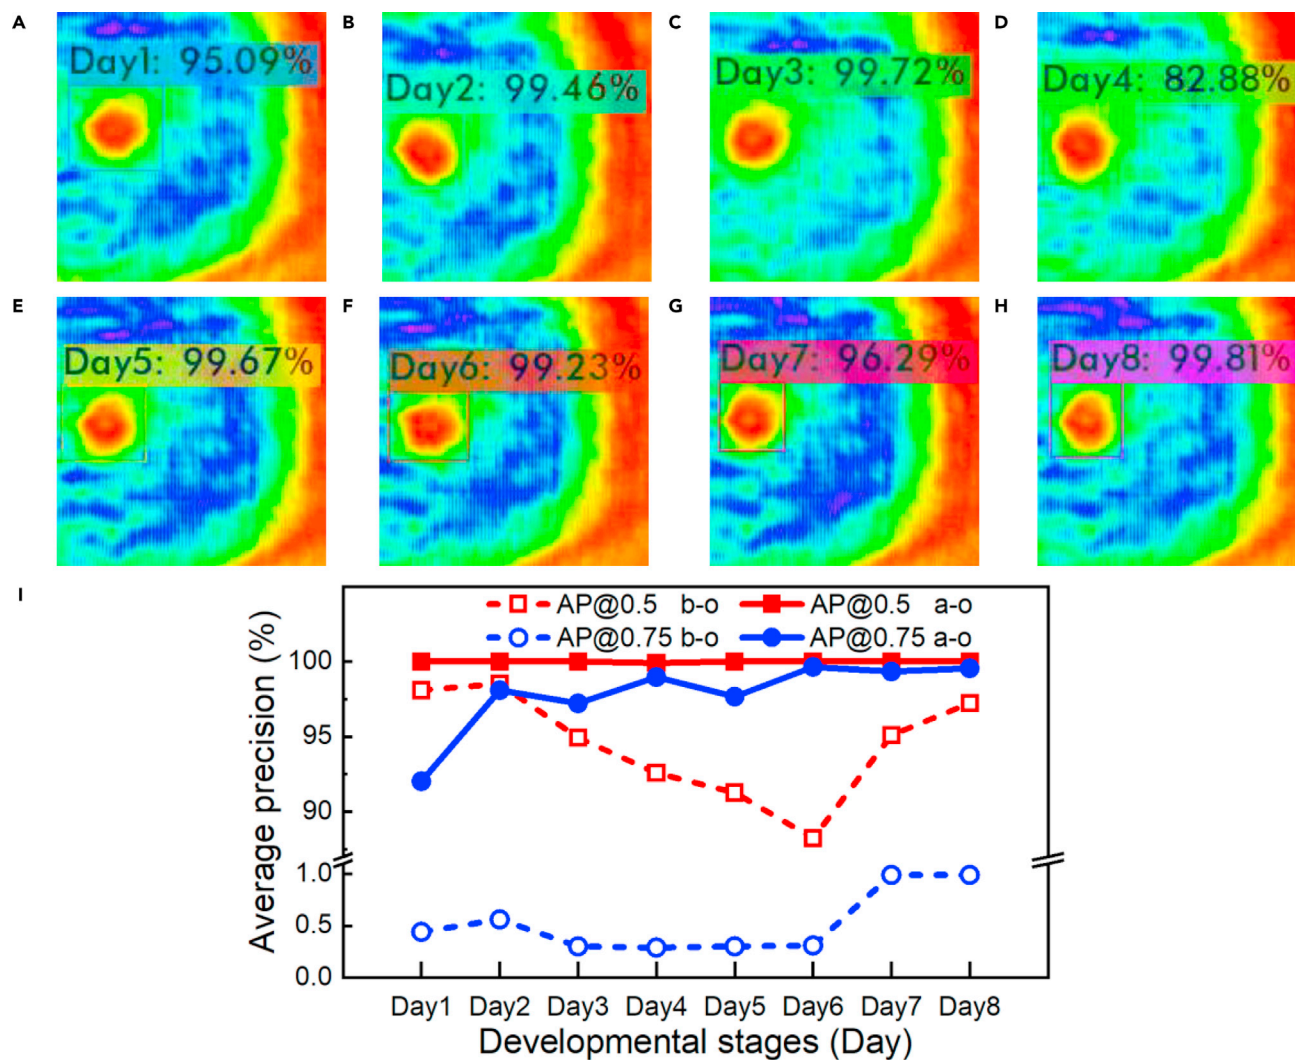 A B C D
Day1: 95.09% Day2: 99.46% Day3: 99.72% Day4: 82.88%
E F G H
Day5: 99.67% Day6: 99.23% Day7: 96.29% Day8: 99.81%
I
AP@0.5 b-o AP@0.5 a-o
AP@0.75 b-o AP@0.75 a-o
Average precision (%)
100
95
90
1.0
0.5
0.0
Day1 Day2 Day3 Day4 Day5 Day6 Day7 Day8
Developmental stages (Day)